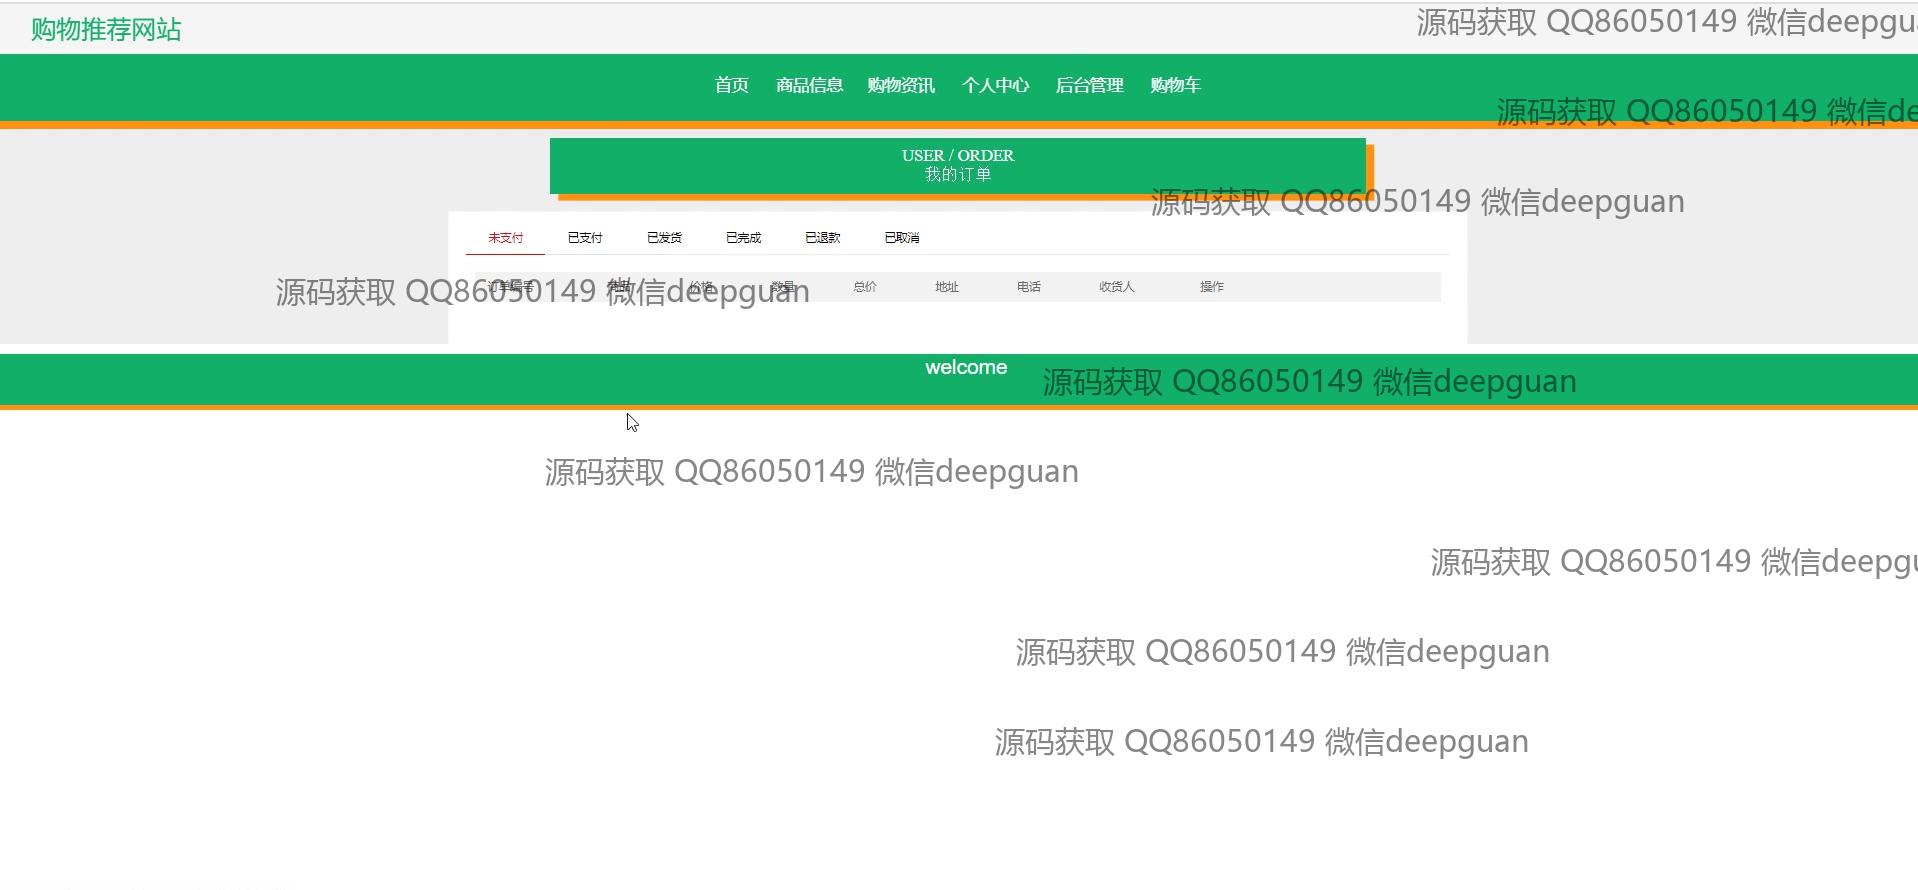 购物推荐网站
源码获取 QQ86050149 微信deepgu
首页 商品信息 购物资讯 个人中心 后台管理 购物车
源码获取 QQ86050149 微信de
USER / ORDER
我的订单
源码获取 QQ86050149 微信deepguan
未支付 已支付 已发货 已完成 已退款 已取消
订单编号 商品 价格 数量 总价 地址 电话 收货人 操作
源码获取 QQ86050149 微信deepguan
welcome
源码获取 QQ86050149 微信deepguan
源码获取 QQ86050149 微信deepguan
源码获取 QQ86050149 微信deepgu
源码获取 QQ86050149 微信deepguan
源码获取 QQ86050149 微信deepguan